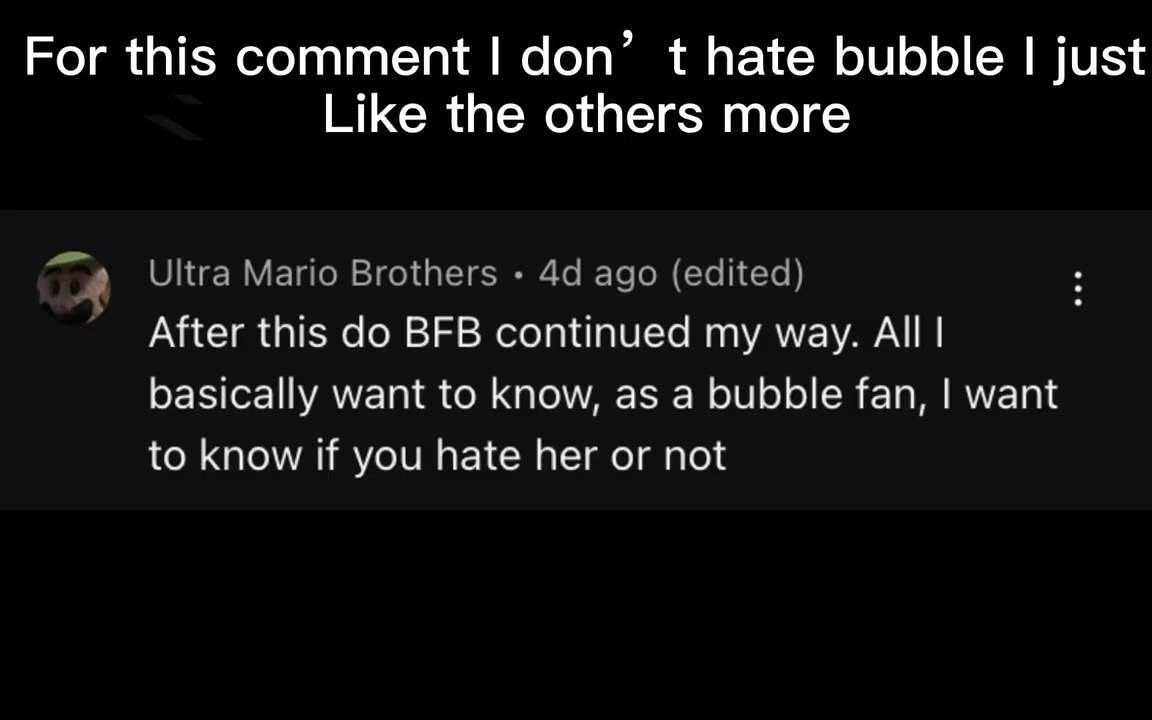 For this comment I don’t hate bubble I just
Like the others more
Ultra Mario Brothers • 4d ago (edited)
After this do BFB continued my way. All I
basically want to know, as a bubble fan, I want
to know if you hate her or not